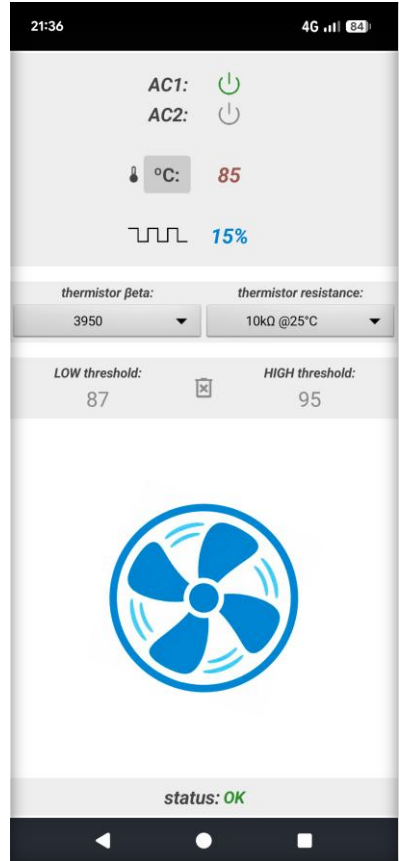 21:36 4G 84
AC1:
AC2:
ºC: 85
15%
thermistor βeta: thermistor resistance:
3950 10kΩ @25°C
LOW threshold: HIGH threshold:
87 95
status: OK